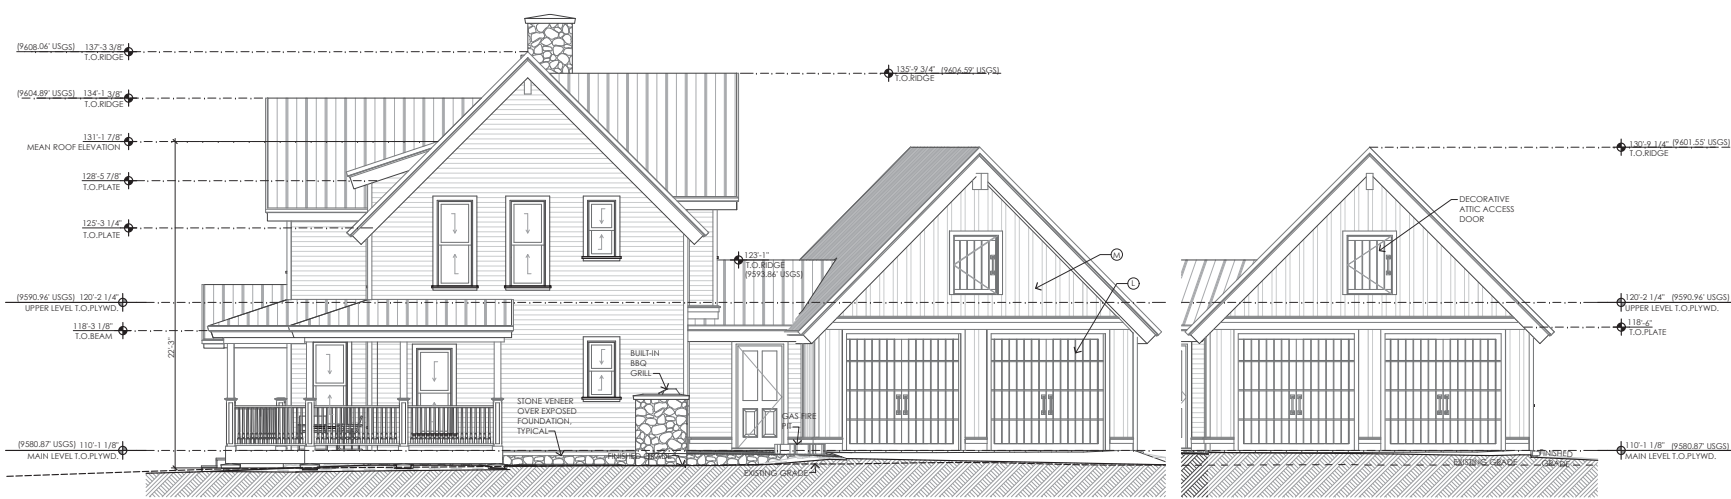 (9608.06' USGS) 137'-3 3/8"
T.O.RIDGE
135'-9 3/4" (9606.59' USGS)
T.O.RIDGE
(9604.89' USGS) 134'-1 3/8"
T.O.RIDGE
131'-1 7/8"
MEAN ROOF ELEVATION
128'-5 7/8"
T.O.PLATE
125'-3 1/4"
T.O.PLATE
(9590.96' USGS) 120'-2 1/4"
UPPER LEVEL T.O.PLYWD.
118'-3 1/8"
T.O.BEAM
22'-3"
(9580.87' USGS) 110'-1 1/8"
MAIN LEVEL T.O.PLYWD.
123'-1"
T.O.RIDGE
(9593.86' USGS)
BUILT-IN
BBQ
GRILL
STONE VENEER
OVER EXPOSED
FOUNDATION,
TYPICAL
GAS FIRE
PIT
FINISHED GRADE
EXISTING GRADE
M
L
130'-9 1/4" (9601.55' USGS)
T.O.RIDGE
DECORATIVE
ATTIC ACCESS
DOOR
120'-2 1/4" (9590.96' USGS)
UPPER LEVEL T.O.PLYWD.
118'-6"
T.O.PLATE
110'-1 1/8" (9580.87' USGS)
MAIN LEVEL T.O.PLYWD.
EXISTING GRADE
FINISHED
GRADE